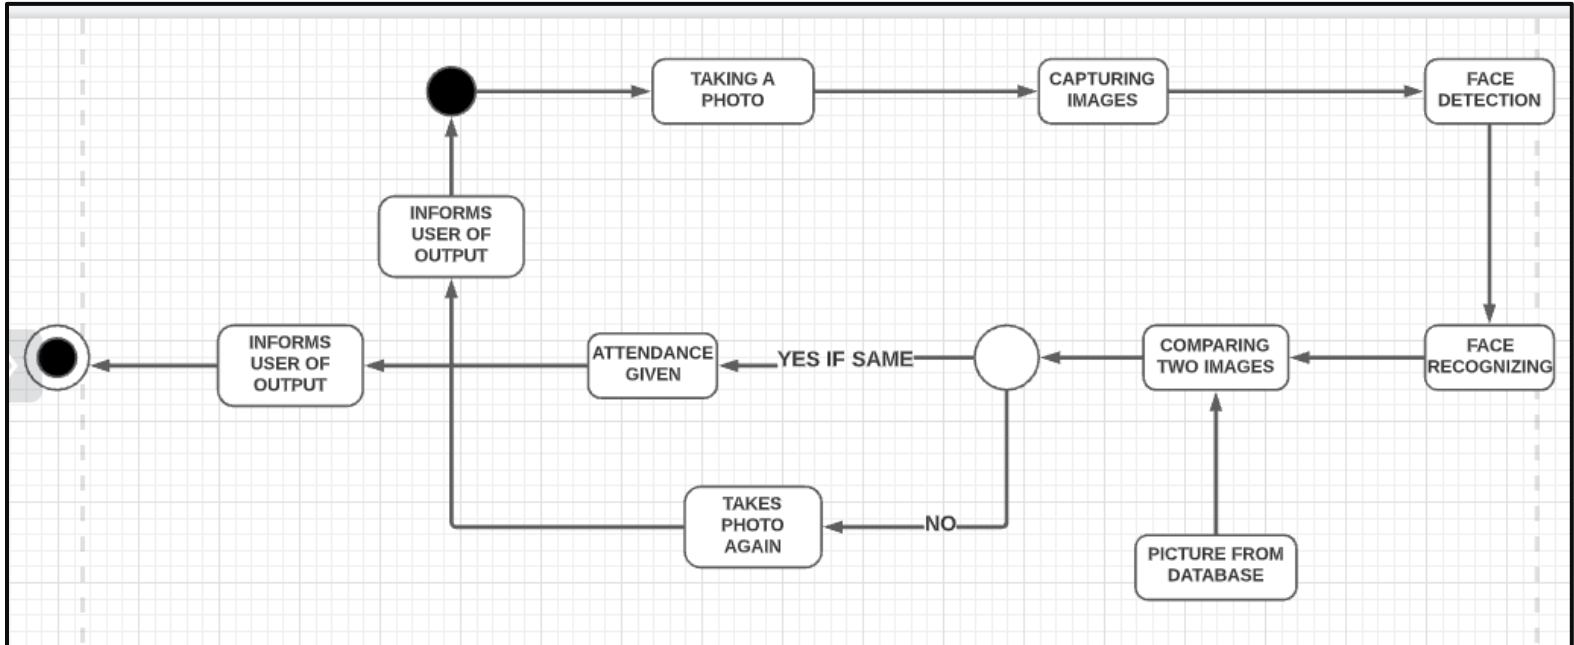 TAKING A
PHOTO
CAPTURING
IMAGES
FACE
DETECTION
INFORMS
USER OF
OUTPUT
INFORMS
USER OF
OUTPUT
ATTENDANCE
GIVEN
YES IF SAME
COMPARING
TWO IMAGES
FACE
RECOGNIZING
TAKES
PHOTO
AGAIN
NO
PICTURE FROM
DATABASE